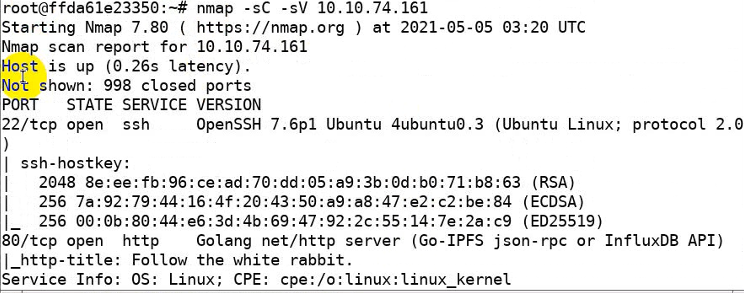 root@ffda61e23350:~# nmap -sC -sV 10.10.74.161
Starting Nmap 7.80 ( https://nmap.org ) at 2021-05-05 03:20 UTC
Nmap scan report for 10.10.74.161
Host is up (0.26s latency).
Not shown: 998 closed ports
PORT   STATE SERVICE VERSION
22/tcp open  ssh     OpenSSH 7.6p1 Ubuntu 4ubuntu0.3 (Ubuntu Linux; protocol 2.0
)
| ssh-hostkey:
|   2048 8e:ee:fb:96:ce:ad:70:dd:05:a9:3b:0d:b0:71:b8:63 (RSA)
|   256 7a:92:79:44:16:4f:20:43:50:a9:a8:47:e2:c2:be:84 (ECDSA)
|_  256 00:0b:80:44:e6:3d:4b:69:47:92:2c:55:14:7e:2a:c9 (ED25519)
80/tcp open  http    Golang net/http server (Go-IPFS json-rpc or InfluxDB API)
|_http-title: Follow the white rabbit.
Service Info: OS: Linux; CPE: cpe:/o:linux:linux_kernel